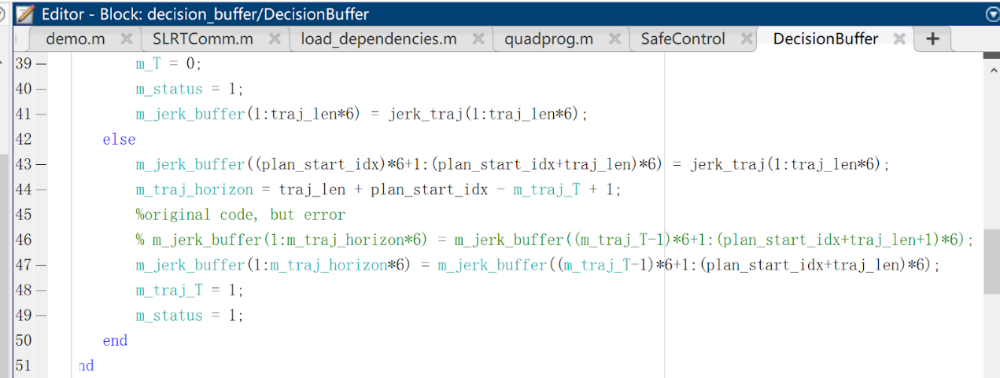 Editor - Block: decision_buffer/DecisionBuffer
demo.m SLRTComm.m load_dependencies.m quadprog.m SafeControl DecisionBuffer +
39 — m_T = 0;
40 — m_status = 1;
41 — m_jerk_buffer(1:traj_len*6) = jerk_traj(1:traj_len*6);
42 else
43 — m_jerk_buffer((plan_start_idx)*6+1:(plan_start_idx+traj_len)*6) = jerk_traj(1:traj_len*6);
44 — m_traj_horizon = traj_len + plan_start_idx - m_traj_T + 1;
45 %original code, but error
46 % m_jerk_buffer(1:m_traj_horizon*6) = m_jerk_buffer((m_traj_T-1)*6+1:(plan_start_idx+traj_len+1)*6);
47 — m_jerk_buffer(1:m_traj_horizon*6) = m_jerk_buffer((m_traj_T-1)*6+1:(plan_start_idx+traj_len)*6);
48 — m_traj_T = 1;
49 — m_status = 1;
50 end
51 nd